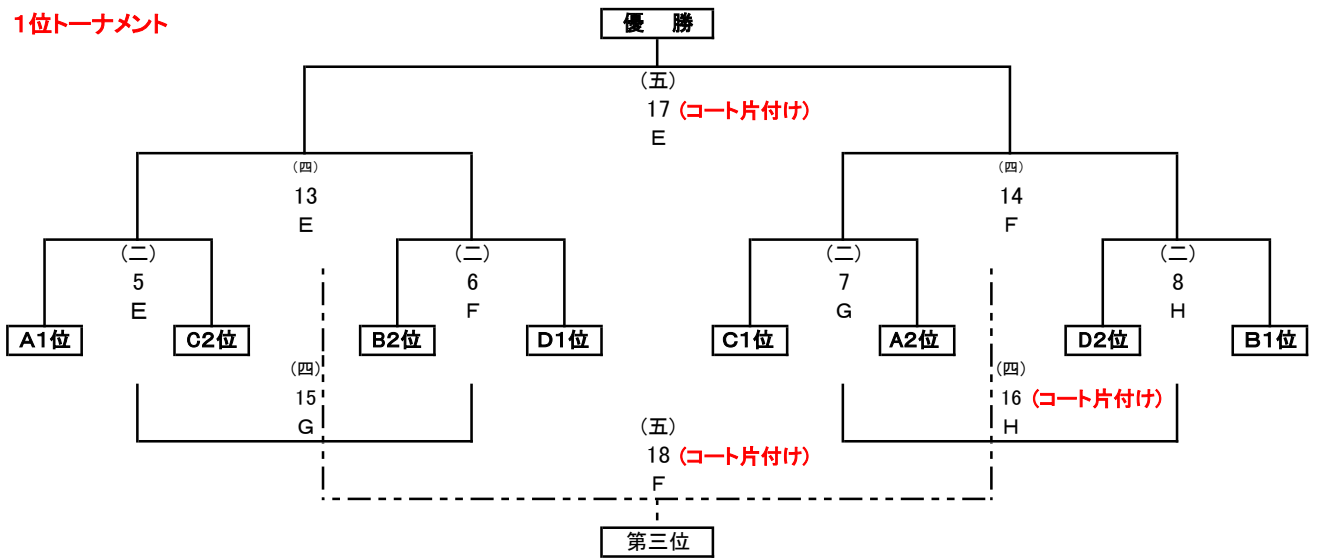 1位トーナメント
優　勝
(五)
17 (コート片付け)
E
(四)
13
E
(四)
14
F
(二)
5
E
(二)
6
F
(二)
7
G
(二)
8
H
A1位
C2位
B2位
D1位
C1位
A2位
D2位
B1位
(四)
15
G
(四)
16 (コート片付け)
H
(五)
18 (コート片付け)
F
第三位